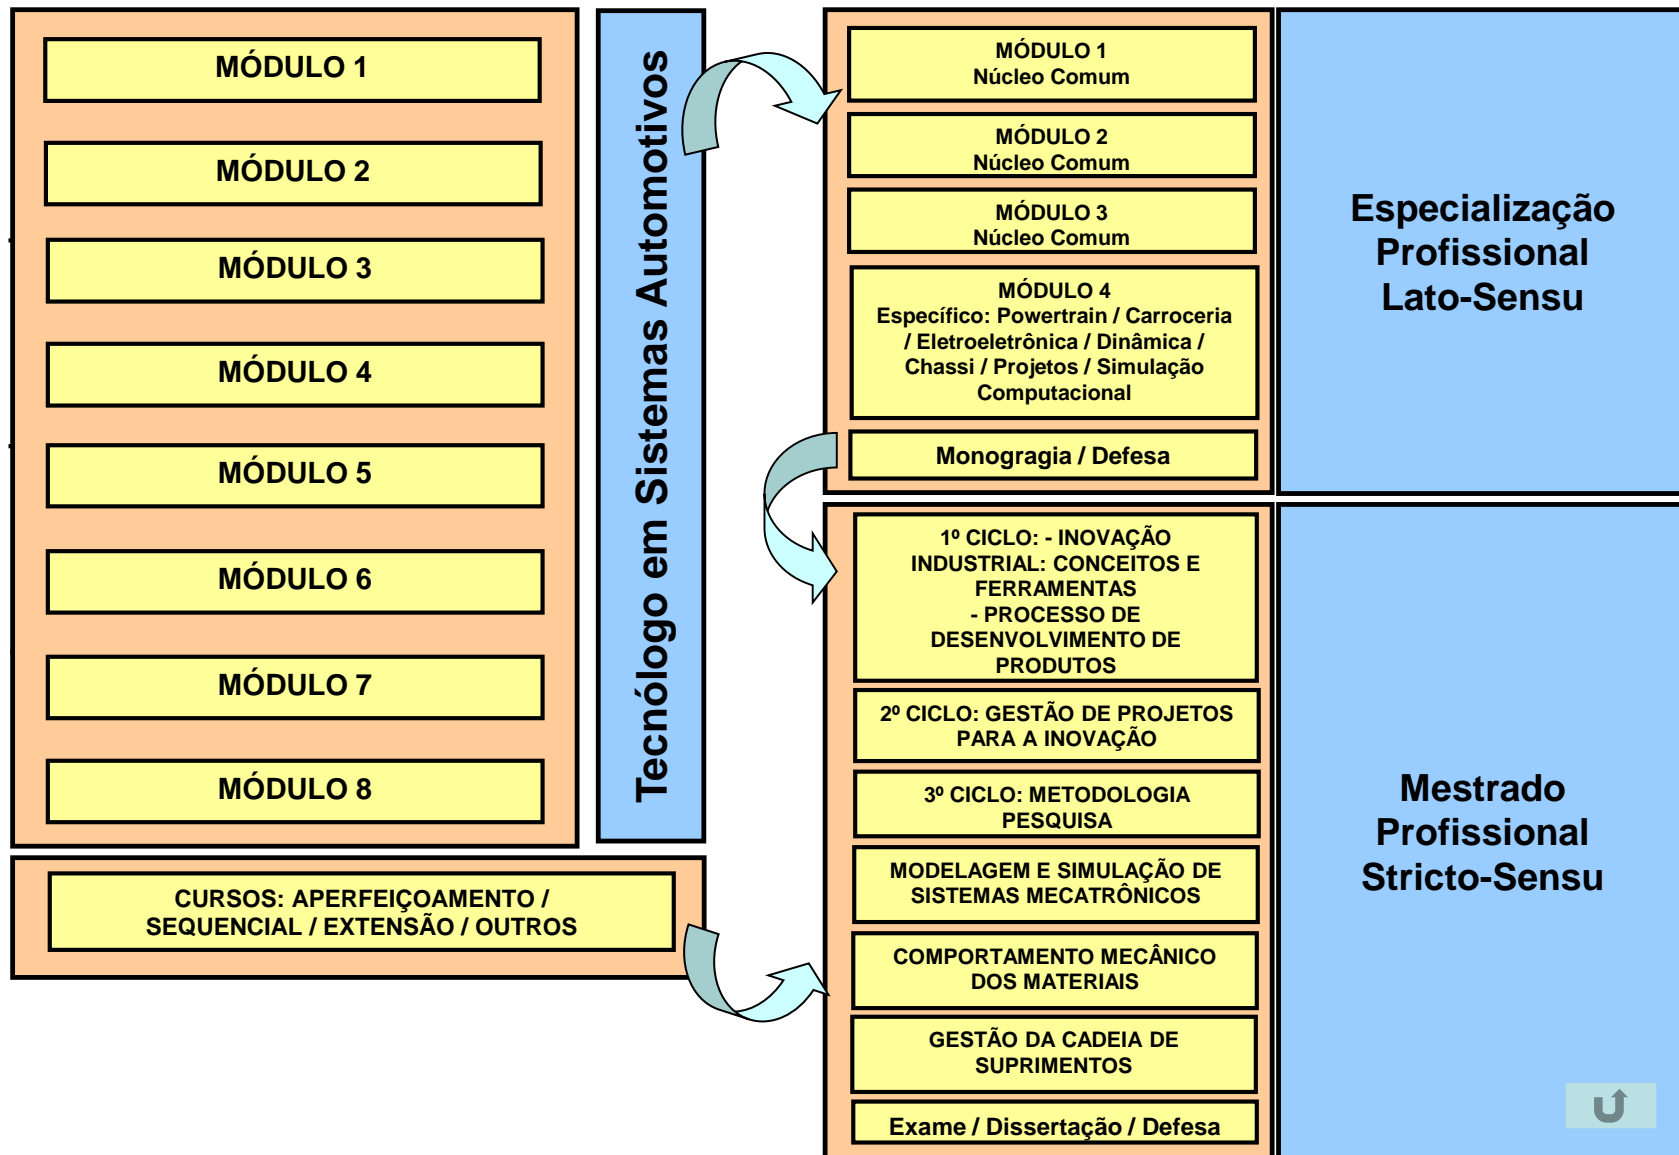 MÓDULO 1
MÓDULO 2
MÓDULO 3
MÓDULO 4
MÓDULO 5
MÓDULO 6
MÓDULO 7
MÓDULO 8
CURSOS: APERFEIÇOAMENTO /
SEQUENCIAL / EXTENSÃO / OUTROS
Tecnólogo em Sistemas Automotivos
MÓDULO 1
Núcleo Comum
MÓDULO 2
Núcleo Comum
MÓDULO 3
Núcleo Comum
MÓDULO 4
Específico: Powertrain / Carroceria
/ Eletroeletrônica / Dinâmica /
Chassi / Projetos / Simulação
Computacional
Monogragia / Defesa
Especialização
Profissional
Lato-Sensu
1º CICLO: - INOVAÇÃO
INDUSTRIAL: CONCEITOS E
FERRAMENTAS
- PROCESSO DE
DESENVOLVIMENTO DE
PRODUTOS
2º CICLO: GESTÃO DE PROJETOS
PARA A INOVAÇÃO
3º CICLO: METODOLOGIA
PESQUISA
MODELAGEM E SIMULAÇÃO DE
SISTEMAS MECATRÔNICOS
COMPORTAMENTO MECÂNICO
DOS MATERIAIS
GESTÃO DA CADEIA DE
SUPRIMENTOS
Exame / Dissertação / Defesa
Mestrado
Profissional
Stricto-Sensu